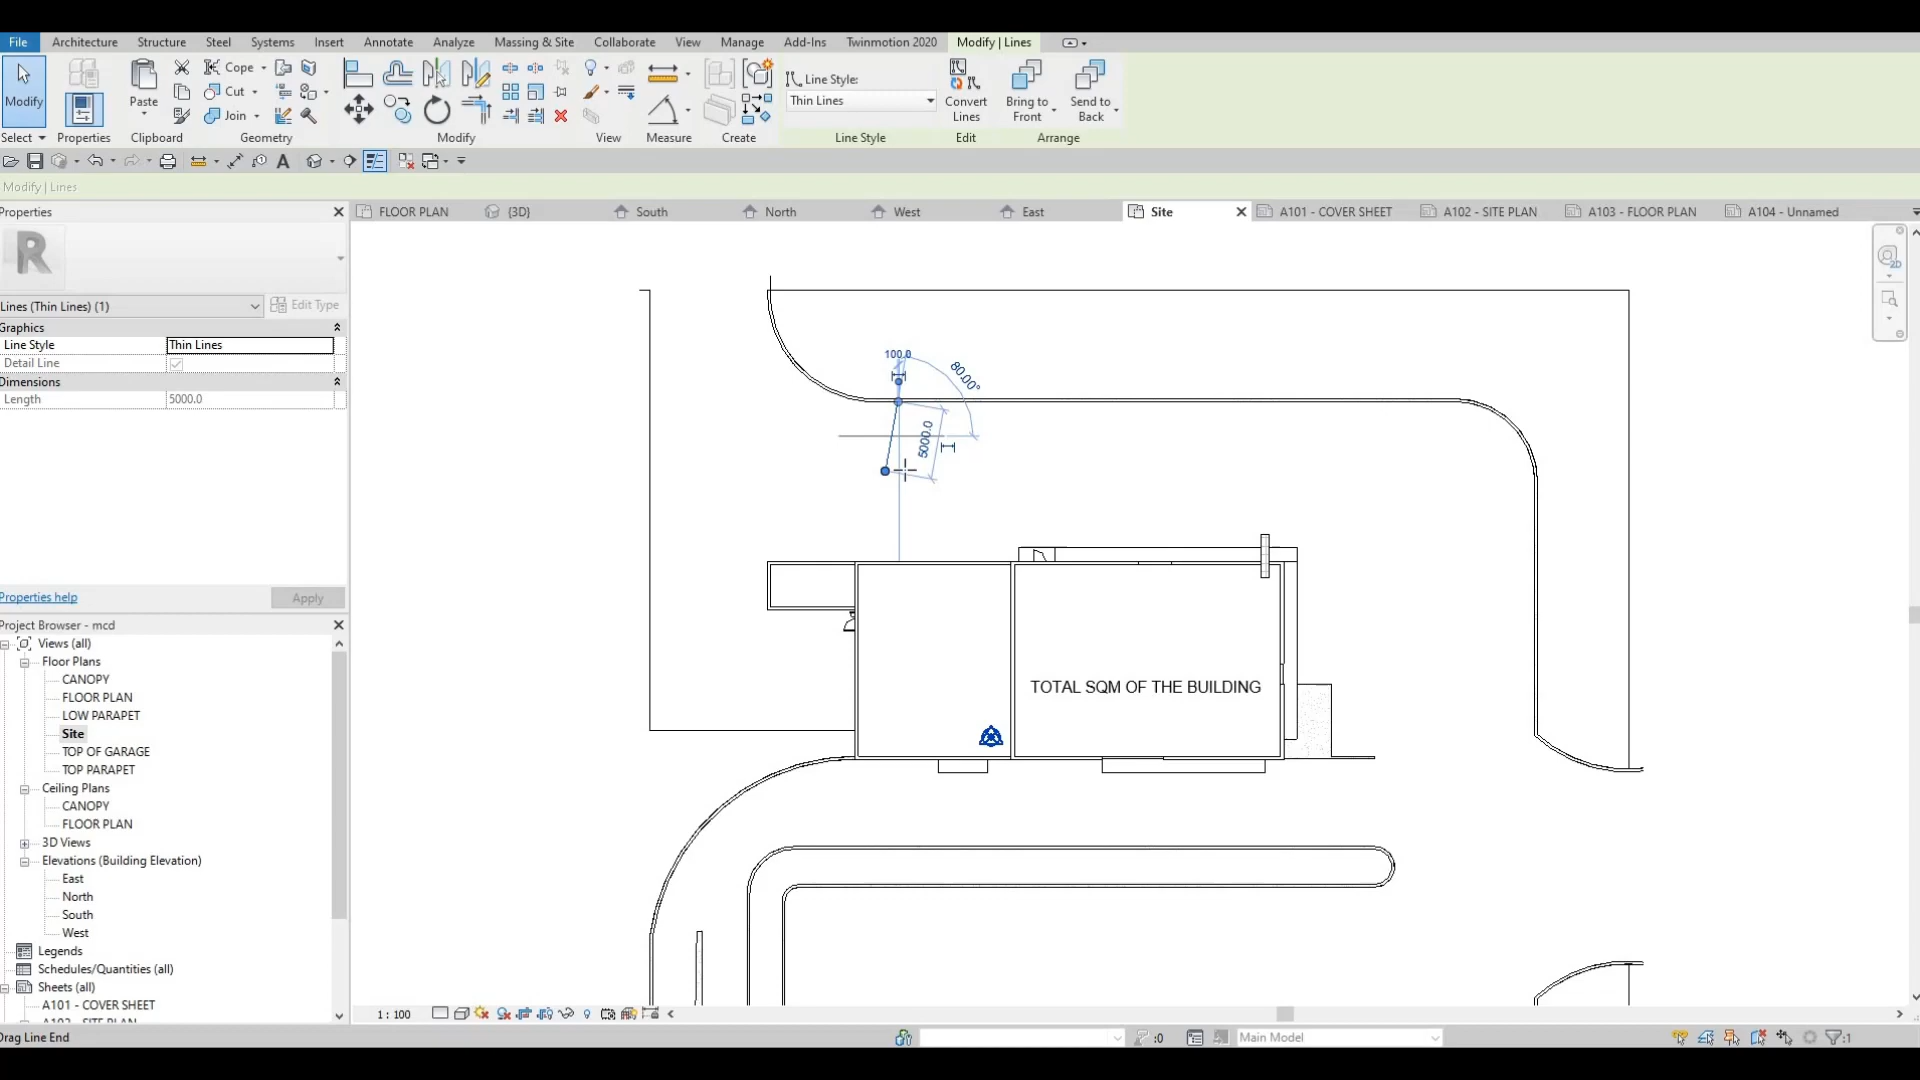 File Architecture Structure Steel Systems Insert Annotate Analyze Massing & Site Collaborate View Manage Add-Ins Twinmotion 2020 Modify | Lines
Modify
Paste
Cope
Cut
Join
Line Style:
Thin Lines
Convert Lines
Bring to Front
Send to Back
Select Properties Clipboard Geometry Modify View Measure Create Line Style Edit Arrange
Modify | Lines
Properties
FLOOR PLAN {3D} South North West East Site A101 - COVER SHEET A102 - SITE PLAN A103 - FLOOR PLAN A104 - Unnamed
R
2D
Lines (Thin Lines) (1)
Edit Type
Graphics
Line Style Thin Lines
Detail Line
Dimensions
Length 5000.0
100.0
80.00°
5000.0
TOTAL SQM OF THE BUILDING
Properties help
Apply
Project Browser - mcd
Views (all)
Floor Plans
CANOPY
FLOOR PLAN
LOW PARAPET
Site
TOP OF GARAGE
TOP PARAPET
Ceiling Plans
CANOPY
FLOOR PLAN
3D Views
Elevations (Building Elevation)
East
North
South
West
Legends
Schedules/Quantities (all)
Sheets (all)
A101 - COVER SHEET
1 : 100
Drag Line End
:0
Main Model
:1